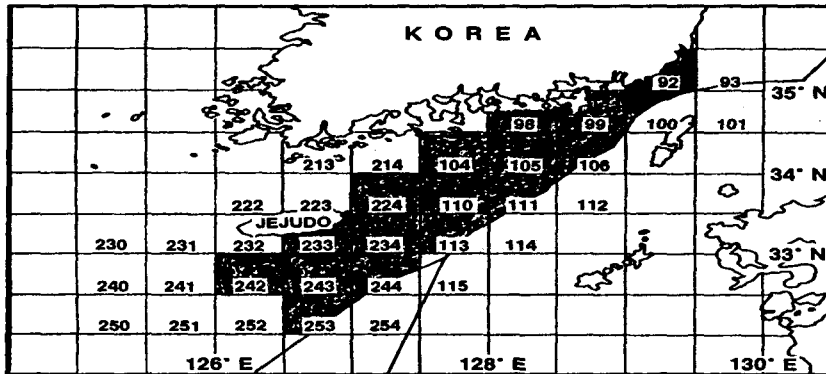 KOREA
92 93
35° N
98 99 100 101
213 214 104 105 106
34° N
222 223 224 110 111 112
JEJUDO
230 231 232 233 234 113 114
33° N
240 241 242 243 244 115
250 251 252 253 254
126° E 128° E 130° E